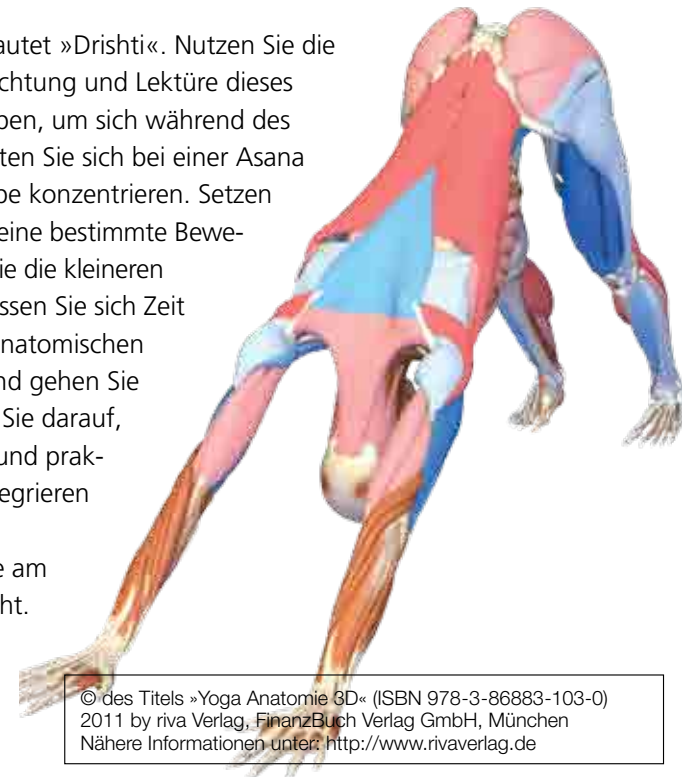 autet »Drishti«. Nutzen Sie die
chtung und Lektüre dieses
ben, um sich während des
ten Sie sich bei einer Asana
pe konzentrieren. Setzen
eine bestimmte Bewe-
ie die kleineren
ssen Sie sich Zeit
natomischen
nd gehen Sie
Sie darauf,
und prak-
egrieren
e am
ht.
© des Titels »Yoga Anatomie 3D« (ISBN 978-3-86883-103-0)
2011 by riva Verlag, FinanzBuch Verlag GmbH, München
Nähere Informationen unter: http://www.rivaverlag.de